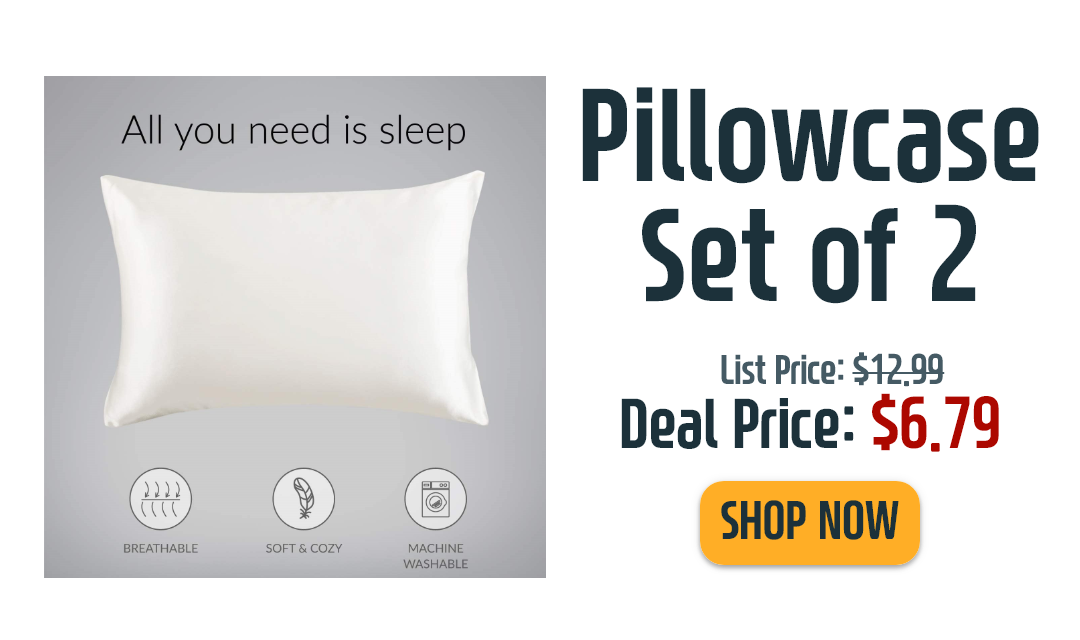 All you need is sleep
BREATHABLE
SOFT & COZY
MACHINE
WASHABLE
Pillowcase
Set of 2
List Price: $12.99
Deal Price: $6.79
SHOP NOW